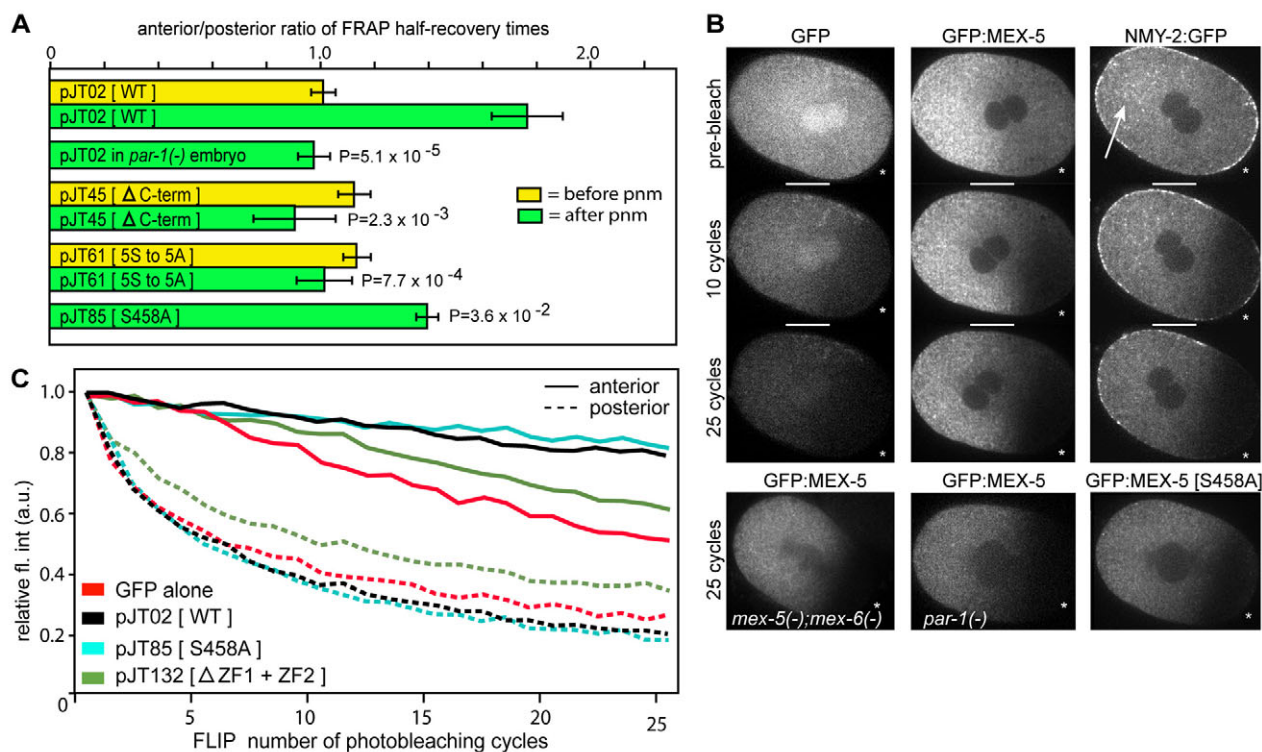 A
anterior/posterior ratio of FRAP half-recovery times
0 1.0 2.0
pJT02 [ WT ]
pJT02 [ WT ]
pJT02 in par-1(-) embryo P=5.1 x 10 -5
pJT45 [ Δ C-term ]
pJT45 [ Δ C-term ] P=2.3 x 10 -3
pJT61 [ 5S to 5A ]
pJT61 [ 5S to 5A ] P=7.7 x 10 -4
pJT85 [ S458A ] P=3.6 x 10 -2
= before pnm
= after pnm
B
GFP GFP:MEX-5 NMY-2:GFP
pre-bleach
* * *
10 cycles
* * *
25 cycles
* * *
GFP:MEX-5 GFP:MEX-5 GFP:MEX-5 [S458A]
25 cycles
* * *
mex-5(-);mex-6(-) par-1(-)
C
relative fl. int (a.u.)
1.0
0.8
0.6
0.4
0.2
0
anterior
posterior
GFP alone
pJT02 [ WT ]
pJT85 [ S458A ]
pJT132 [ Δ ZF1 + ZF2 ]
5 10 15 20 25
FLIP number of photobleaching cycles